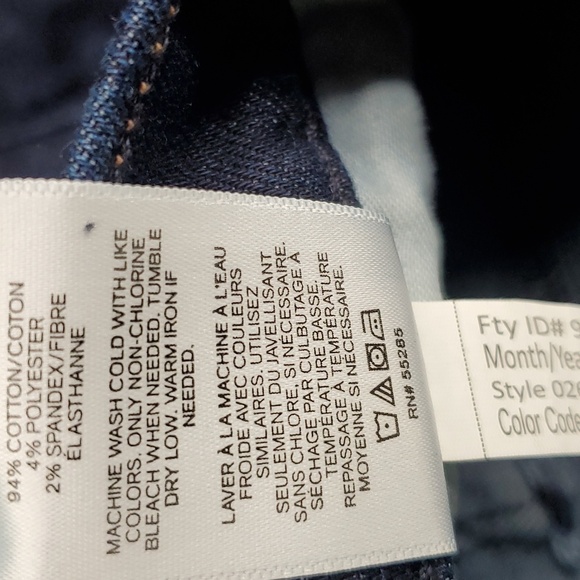 94% COTTON/COTON
4% POLYESTER
2% SPANDEX/FIBRE
ÉLASTHANNE
MACHINE WASH COLD WITH LIKE
COLORS. ONLY NON-CHLORINE
BLEACH WHEN NEEDED. TUMBLE
DRY LOW. WARM IRON IF
NEEDED.
LAVER À LA MACHINE À L'EAU
FROIDE AVEC COULEURS
SIMILAIRES. UTILISEZ
SEULEMENT DU JAVELLISANT
SANS CHLORE, SI NÉCESSAIRE.
SÉCHAGE PAR CULBUTAGE À
TEMPÉRATURE BASSE.
REPASSAGE À TEMPÉRATURE
MOYENNE SI NÉCESSAIRE.
RN# 55285
Fty ID# 9
Month/Yea
Style 02
Color Code